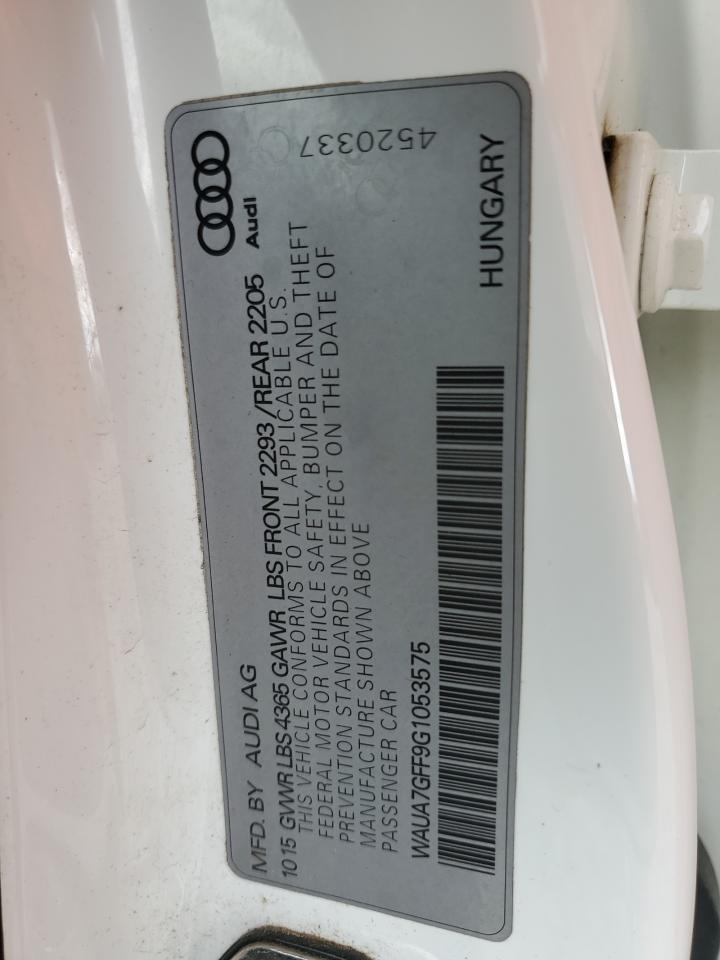 MFD. BY AUDI AG
Audi
10 15 GVWR LBS 4365 GAWR LBS FRONT 2293 /REAR 2205
THIS VEHICLE CONFORMS TO ALL APPLICABLE U.S.
FEDERAL MOTOR VEHICLE SAFETY, BUMPER AND THEFT
PREVENTION STANDARDS IN EFFECT ON THE DATE OF
MANUFACTURE SHOWN ABOVE
PASSENGER CAR
4520337
WAUA7GFF9G1053575
HUNGARY